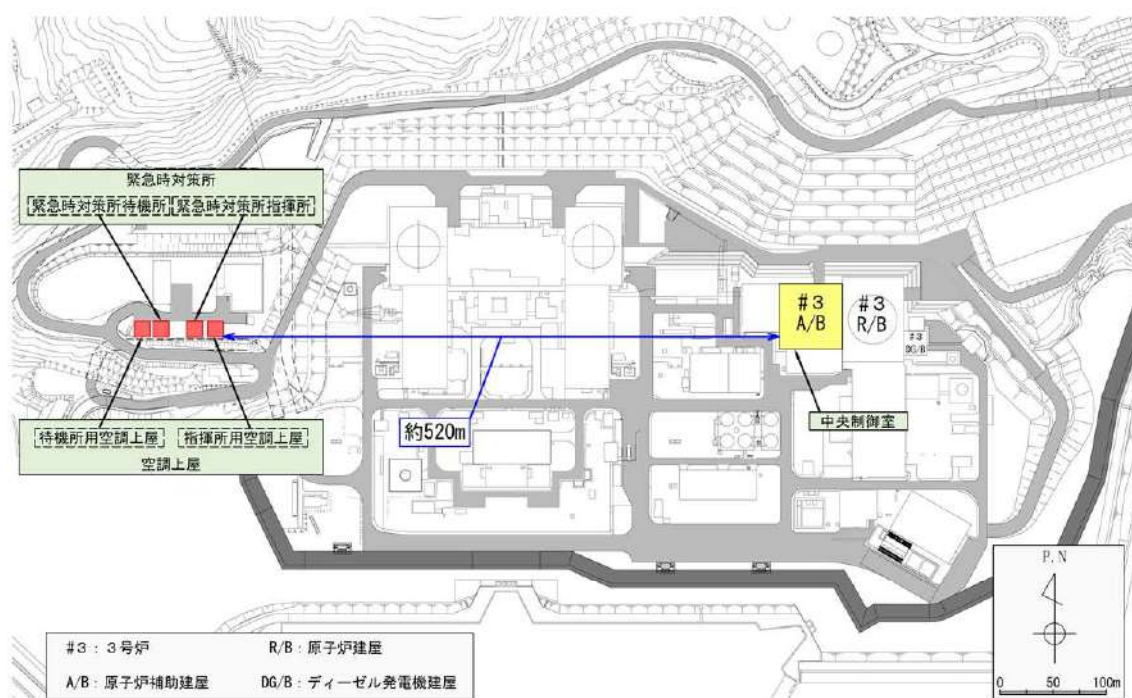 緊急時対策所
緊急時対策所待機所 緊急時対策所指揮所
待機所用空調上屋 指揮所用空調上屋
空調上屋
約520m
#3
A/B
#3
R/B
#3
DG/B
中央制御室
P.N
0 50 100m
#3：3号炉 R/B：原子炉建屋
A/B：原子炉補助建屋 DG/B：ディーゼル発電機建屋